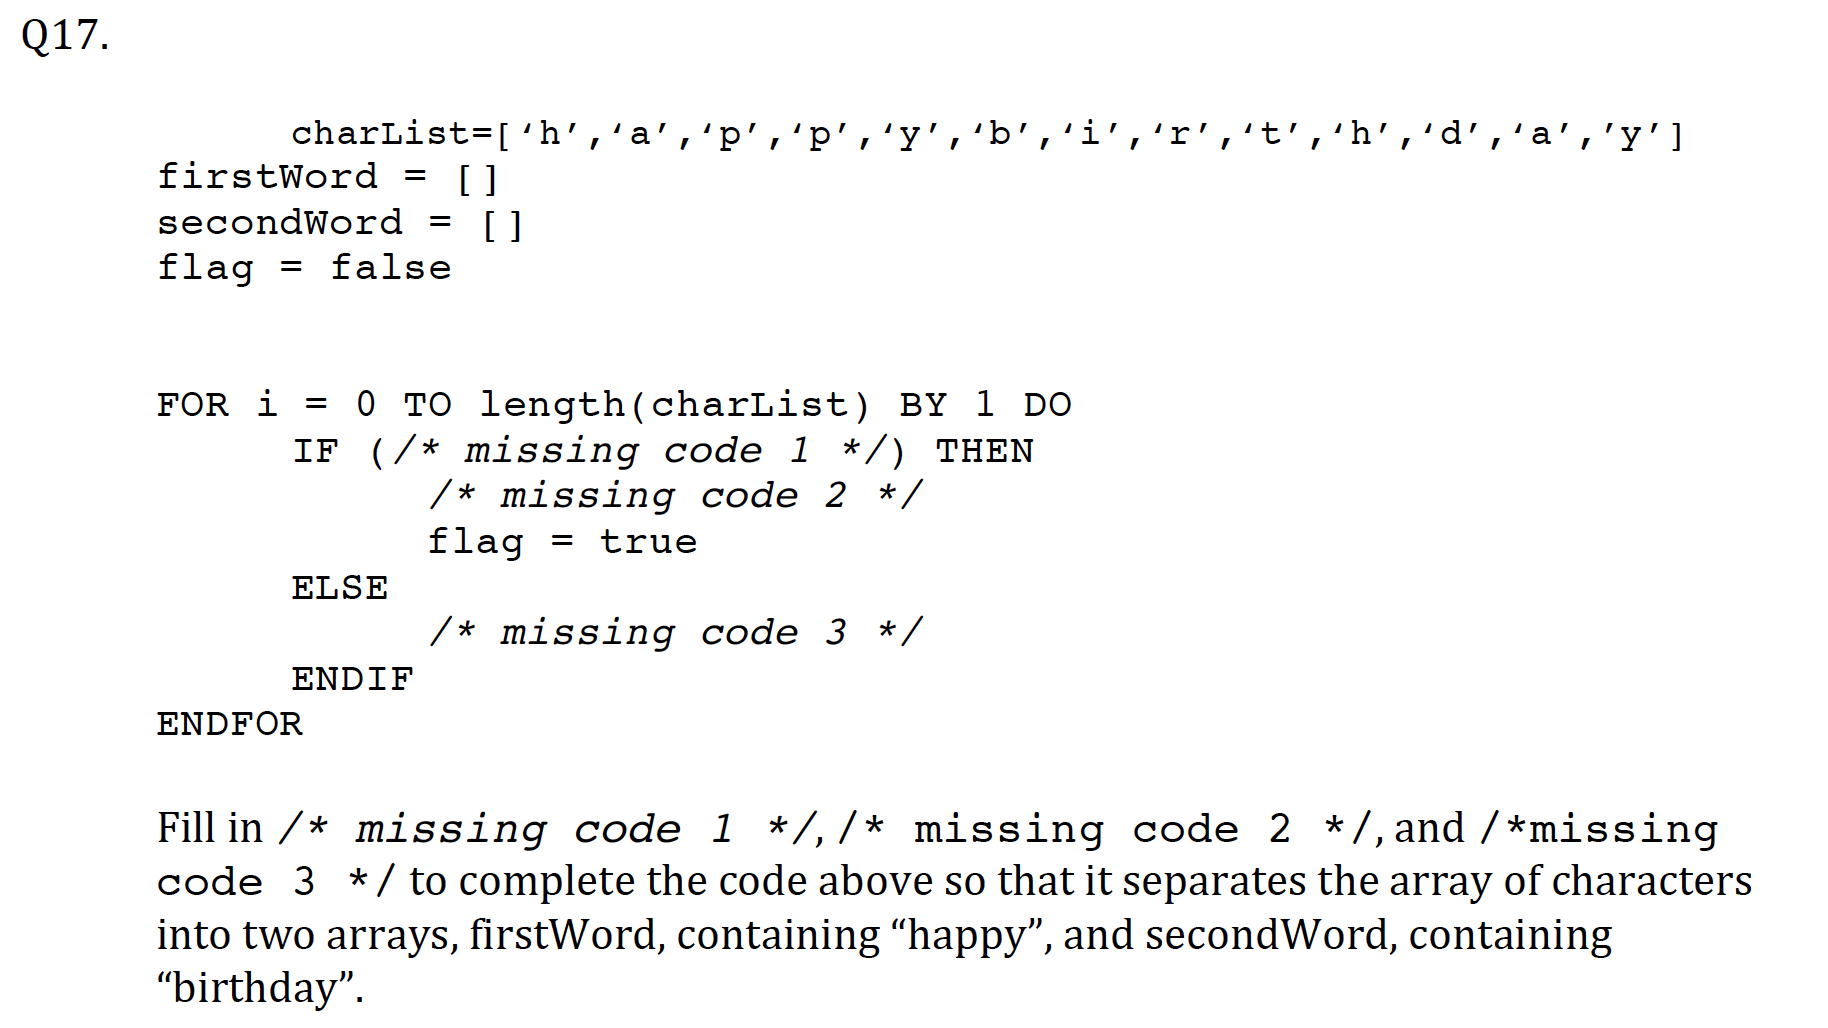 Q17.
charList=[‘h’,‘a’,‘p’,‘p’,‘y’,‘b’,‘i’,‘r’,‘t’,‘h’,‘d’,‘a’,’y’]
firstWord = []
secondWord = []
flag = false
FOR i = 0 TO length(charList) BY 1 DO
IF (/* missing code 1 */) THEN
/* missing code 2 */
flag = true
ELSE
/* missing code 3 */
ENDIF
ENDFOR
Fill in /* missing code 1 */, /* missing code 2 */, and /*missing
code 3 */ to complete the code above so that it separates the array of characters
into two arrays, firstWord, containing “happy”, and secondWord, containing
“birthday”.